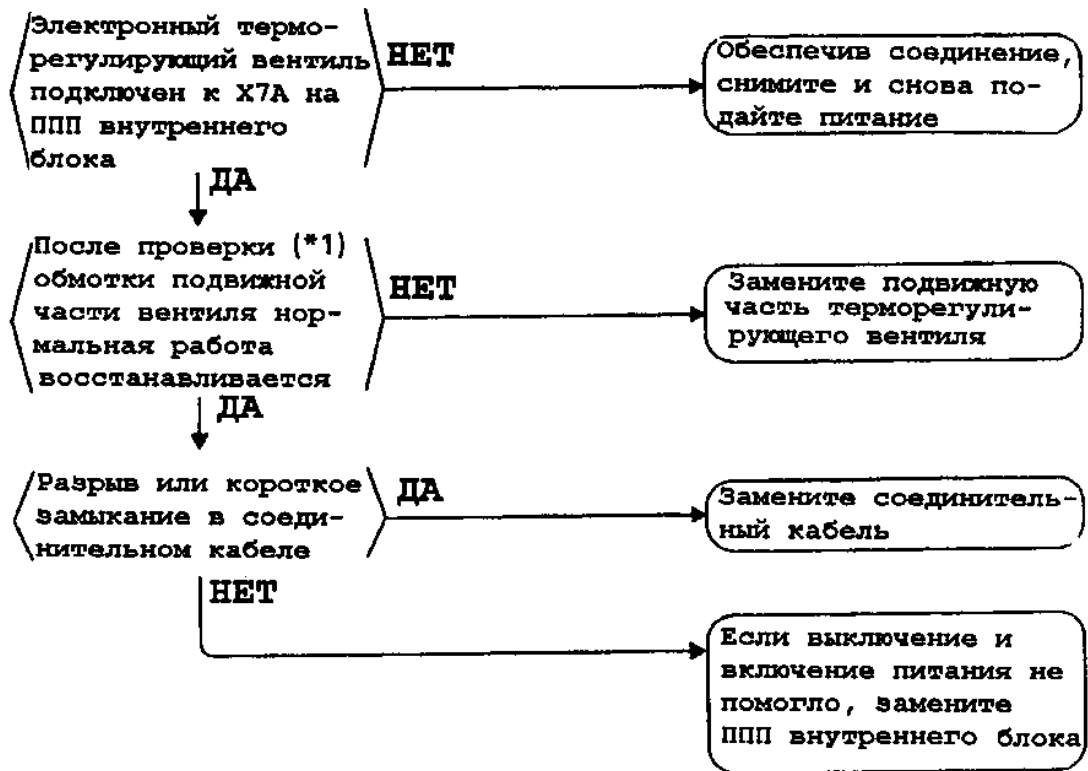 Электронный термо-
регулирующий вентиль
подключен к X7A на
ППП внутреннего
блока
НЕТ
Обеспечив соединение,
снимите и снова по-
дайте питание
ДА
После проверки (*1)
обмотки подвижной
части вентиля нор-
мальная работа
восстанавливается
НЕТ
Замените подвижную
часть терморегули-
рующего вентиля
ДА
Разрыв или короткое
замыкание в соеди-
нительном кабеле
ДА
Замените соединитель-
ный кабель
НЕТ
Если выключение и
включение питания не
помогло, замените
ППП внутреннего блока